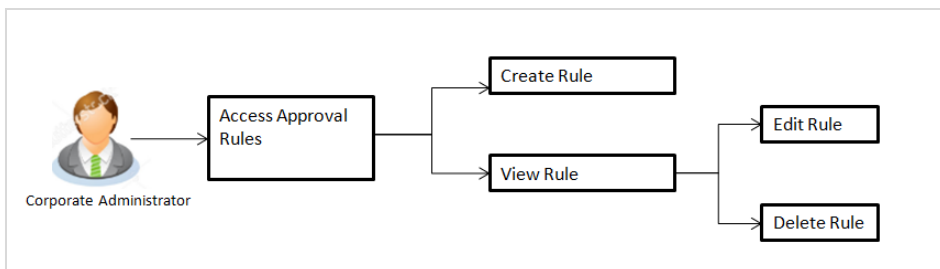 Access Approval
Rules
Create Rule
View Rule
Edit Rule
Delete Rule
Corporate Administrator